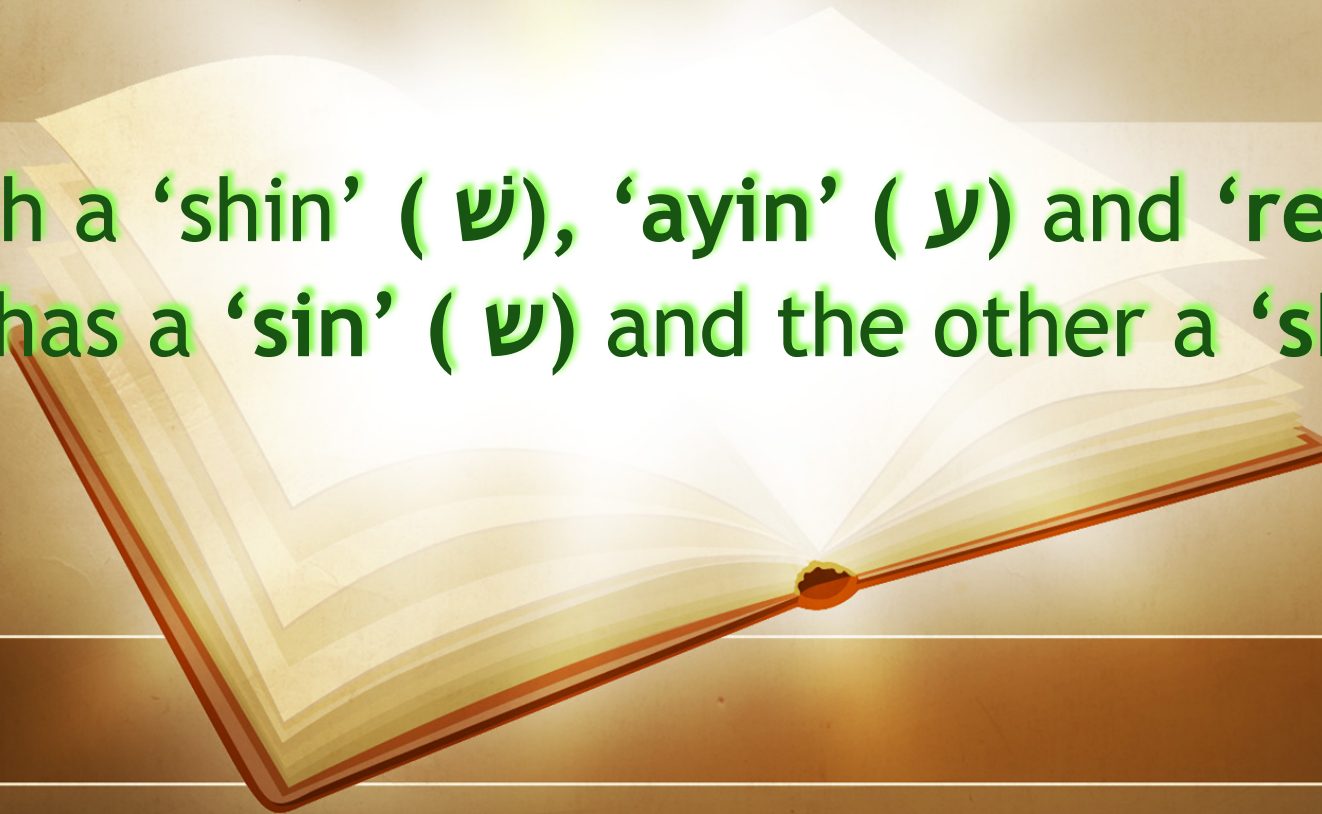 h a ‘shin’ ( שׁ), ‘ayin’ ( ע) and ‘re
has a ‘sin’ ( ש) and the other a ‘s